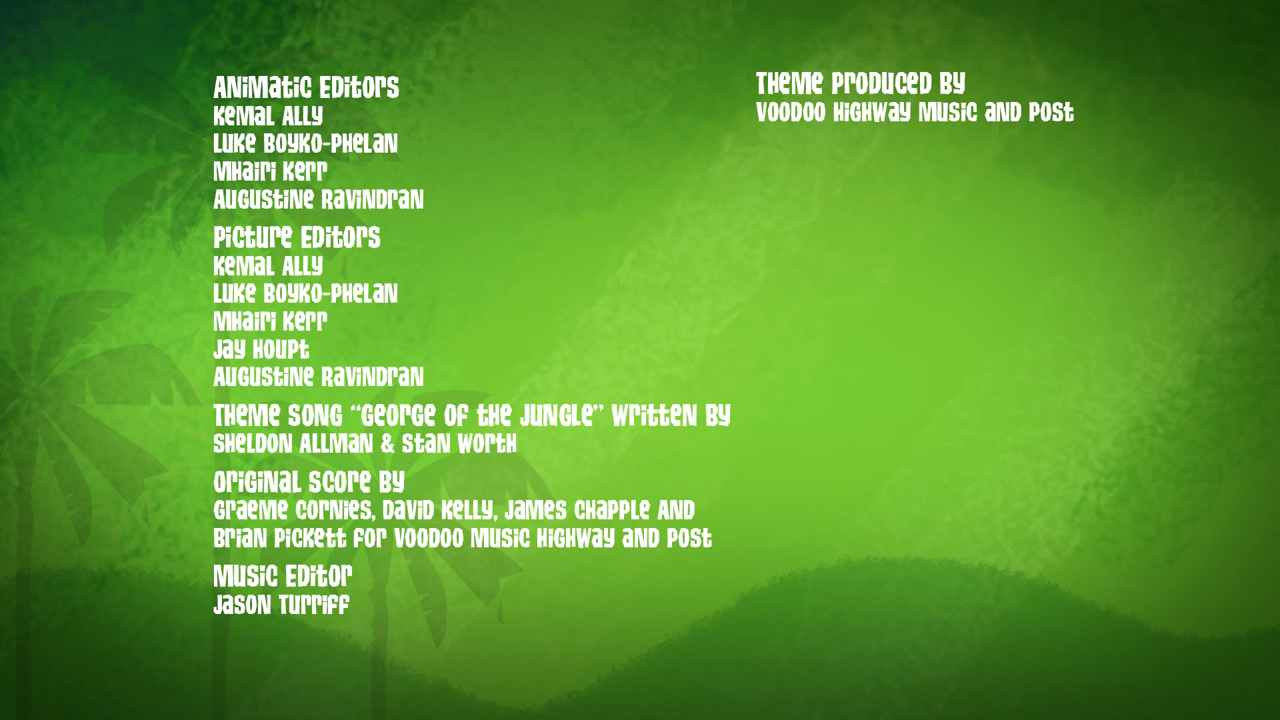 Animatic Editors
Kemal Ally
Luke Boyko-Phelan
Mhairi Kerr
Augustine Ravindran
Picture Editors
Kemal Ally
Luke Boyko-Phelan
Mhairi Kerr
Jay Houpt
Augustine Ravindran
Theme Song “George of the Jungle” Written By
Sheldon Allman & Stan Worth
Original Score By
Graeme Cornies, David Kelly, James Chapple and
Brian Pickett for Voodoo Music Highway and Post
Music Editor
Jason Turriff
Theme Produced By
Voodoo Highway Music and Post